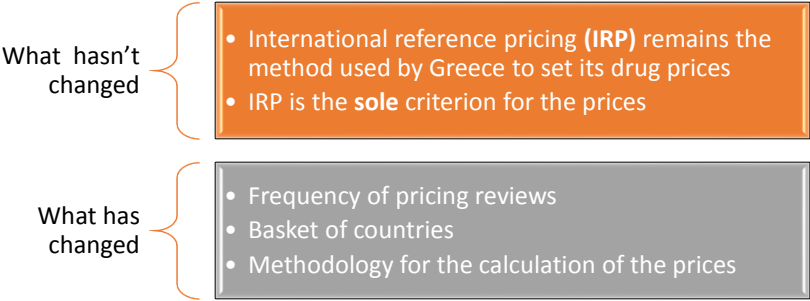 What hasn't
changed
• International reference pricing (IRP) remains the
method used by Greece to set its drug prices
• IRP is the sole criterion for the prices
What has
changed
• Frequency of pricing reviews
• Basket of countries
• Methodology for the calculation of the prices